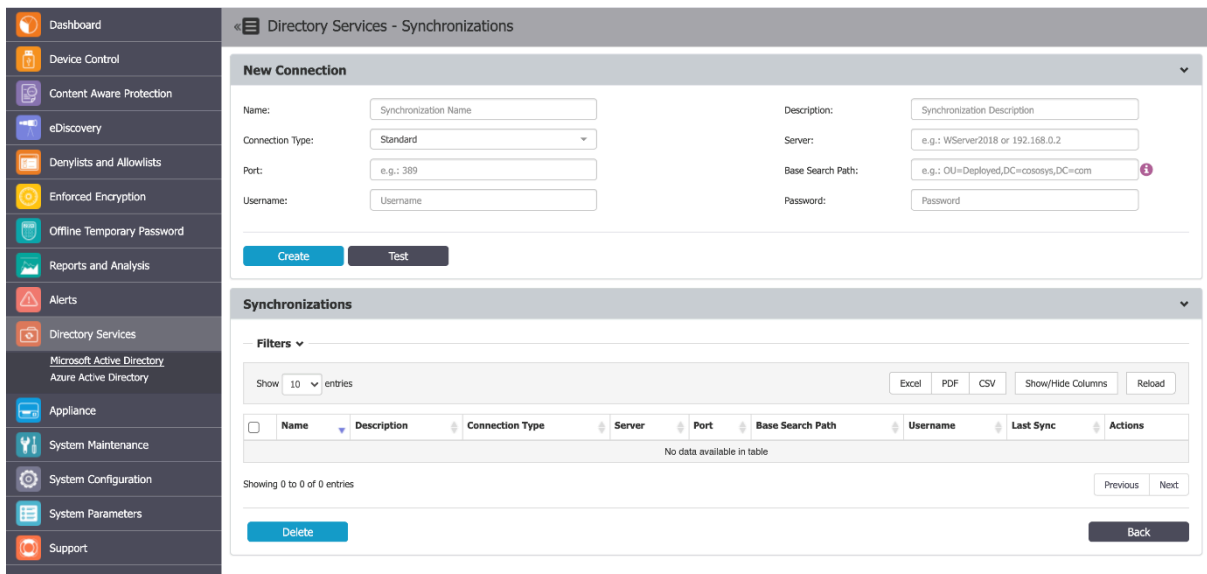 Dashboard
Device Control
Content Aware Protection
eDiscovery
Denylists and Allowlists
Enforced Encryption
Offline Temporary Password
Reports and Analysis
Alerts
Directory Services
Microsoft Active Directory
Azure Active Directory
Appliance
System Maintenance
System Configuration
System Parameters
Support
Directory Services - Synchronizations
New Connection
Name: Synchronization Name Description: Synchronization Description
Connection Type: Standard Server: e.g.: WServer2018 or 192.168.0.2
Port: e.g.: 389 Base Search Path: e.g.: OU=Deployed,DC=cososys,DC=com
Username: Username Password: Password
Create Test
Synchronizations
Filters
Show 10 entries Excel PDF CSV Show/Hide Columns Reload
Name Description Connection Type Server Port Base Search Path Username Last Sync Actions
No data available in table
Showing 0 to 0 of 0 entries Previous Next
Delete Back